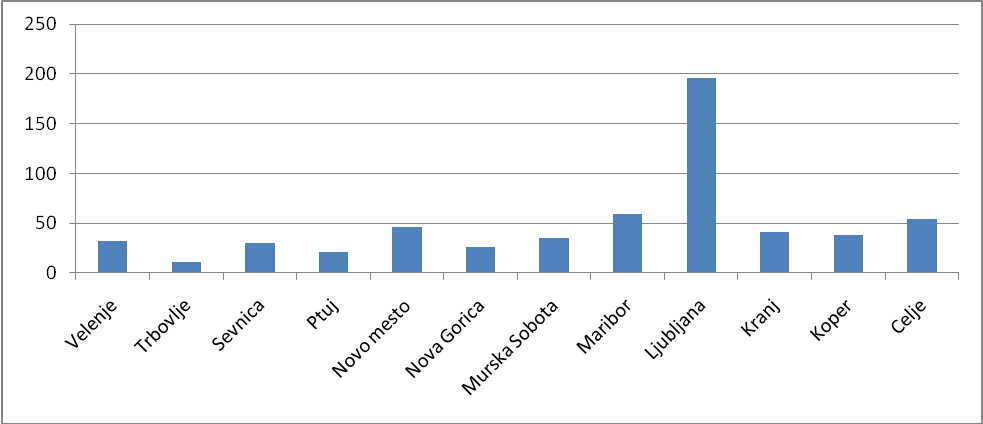 250
200
150
100
50
0
Velenje
Trbovlje
Sevnica
Ptuj
Novo mesto
Nova Gorica
Murska Sobota
Maribor
Ljubljana
Kranj
Koper
Celje